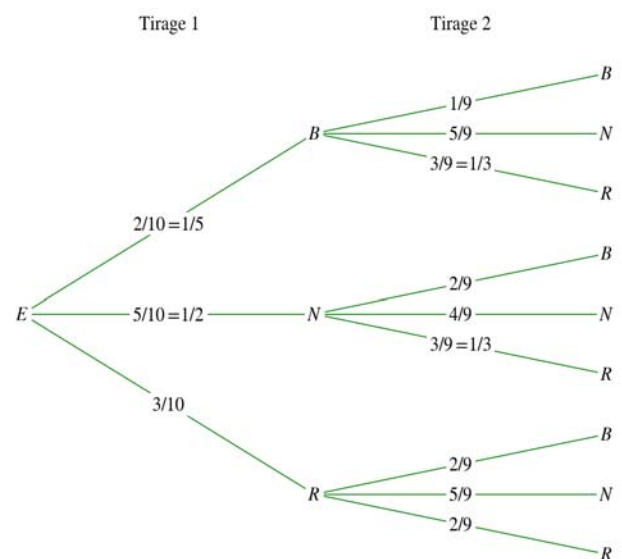 Tirage 1 Tirage 2
B
1/9
B 5/9 N
3/9=1/3
R
2/10=1/5
B
2/9
E 5/10=1/2 N 4/9 N
3/9=1/3
R
3/10
B
2/9
R 5/9 N
2/9
R